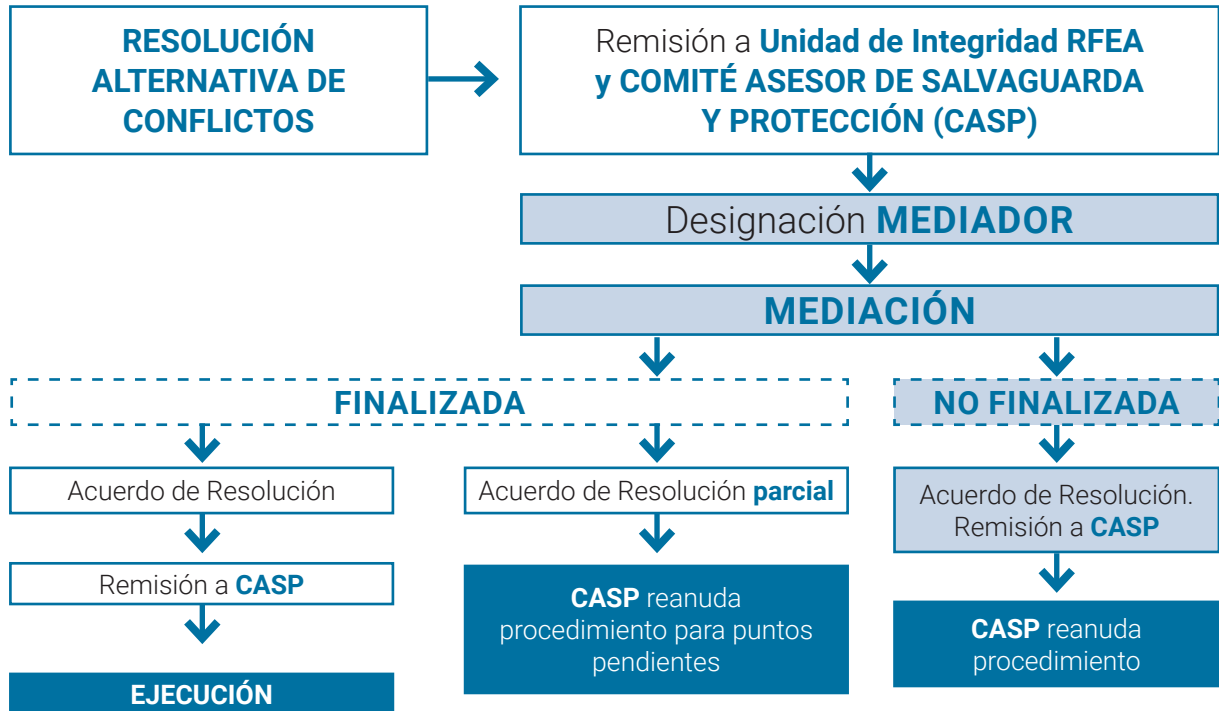 RESOLUCIÓN
ALTERNATIVA DE
CONFLICTOS
Remisión a Unidad de Integridad RFEA
y COMITÉ ASESOR DE SALVAGUARDA
Y PROTECCIÓN (CASP)
Designación MEDIADOR
MEDIACIÓN
FINALIZADA
NO FINALIZADA
Acuerdo de Resolución
Remisión a CASP
EJECUCIÓN
Acuerdo de Resolución parcial
CASP reanuda
procedimiento para puntos
pendientes
Acuerdo de Resolución.
Remisión a CASP
CASP reanuda
procedimiento